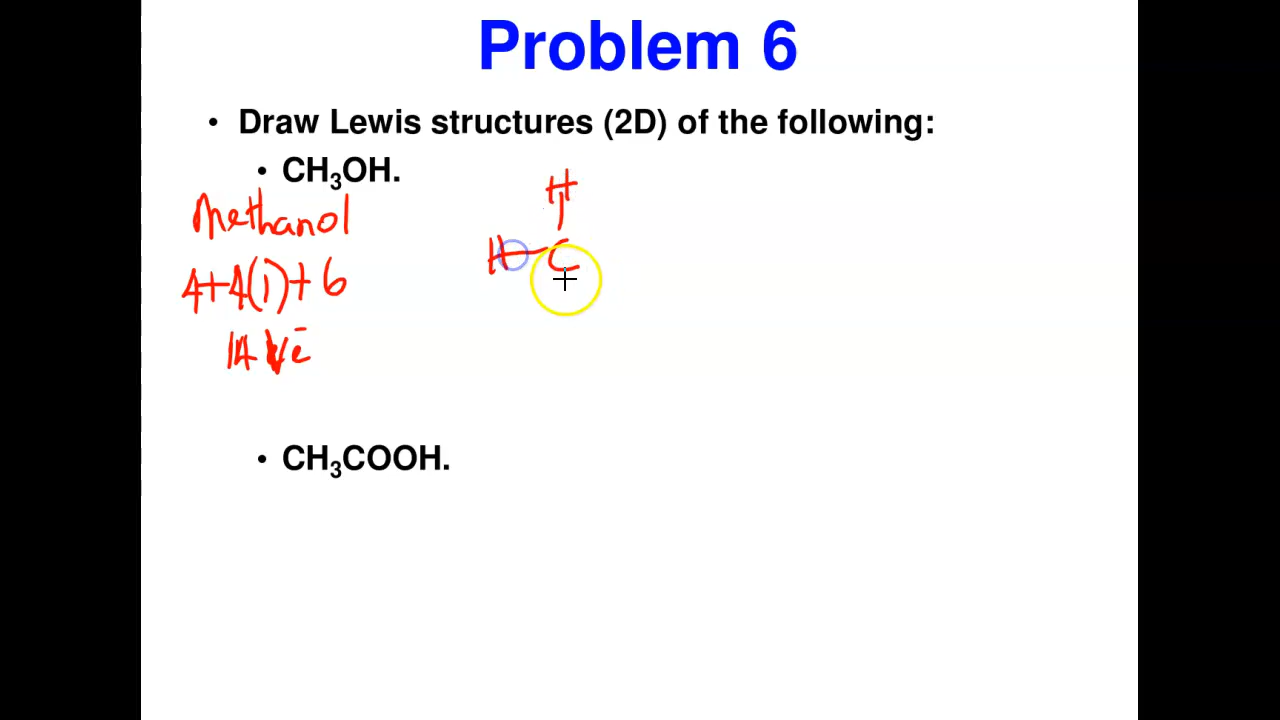 Problem 6
• Draw Lewis structures (2D) of the following:
• CH₃OH.
Methanol
4+4(1)+6
14 Ve⁻
H
H-C
• CH₃COOH.